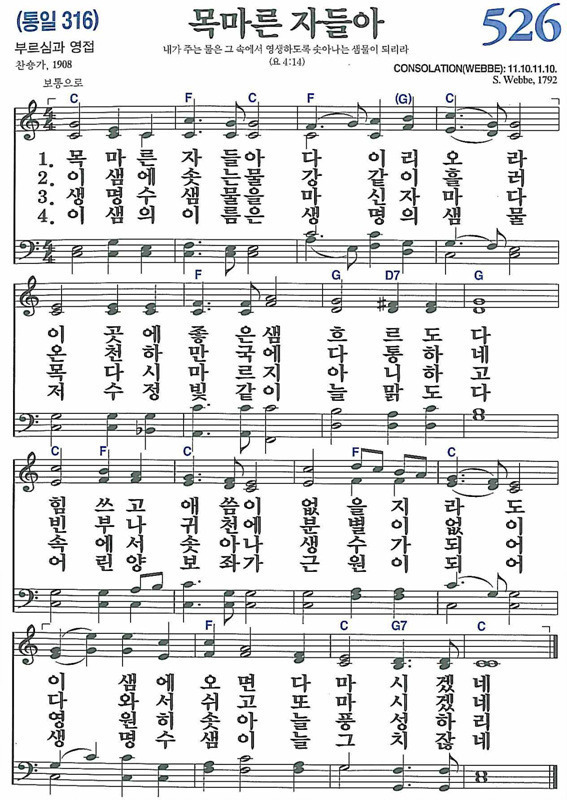 (통일 316) 목마른 자들아 526
부르심과 영접
내가 주는 물은 그 속에서 영생하도록 솟아나는 샘물이 되리라
(요 4:14)
찬송가, 1908
CONSOLATION(WEBBE): 11.10.11.10.
S. Webbe, 1792
보통으로
C F C F (G) C
1. 목 마 른 자 들 아 다 이 리 오 라
2. 이 샘 에 솟 는 물 강 같 이 흘 러
3. 생 명 수 샘 물 을 마 신 자 마 다
4. 이 샘 의 이 름 은 생 명 의 샘 물
F G D7 G
이 곳 에 좋 은 샘 흐 르 도 다
온 천 하 만 국 에 다 통 하 네
목 다 시 마 르 지 아 니 하 고
저 수 정 빛 같 이 늘 맑 도 다
C F C F C
힘 쓰 고 애 씀 이 없 을 지 라 도
빈 부 나 귀 천 에 분 별 이 없 이
속 에 서 솟 아 나 생 수 가 되 어
어 린 양 보 좌 가 근 원 이 되 어
F C G7 C
이 샘 에 오 면 다 마 시 겠 네
다 와 서 쉬 고 또 마 시 겠 네
영 원 히 솟 아 늘 풍 성 하 리
생 명 수 샘 이 늘 그 치 잖 네